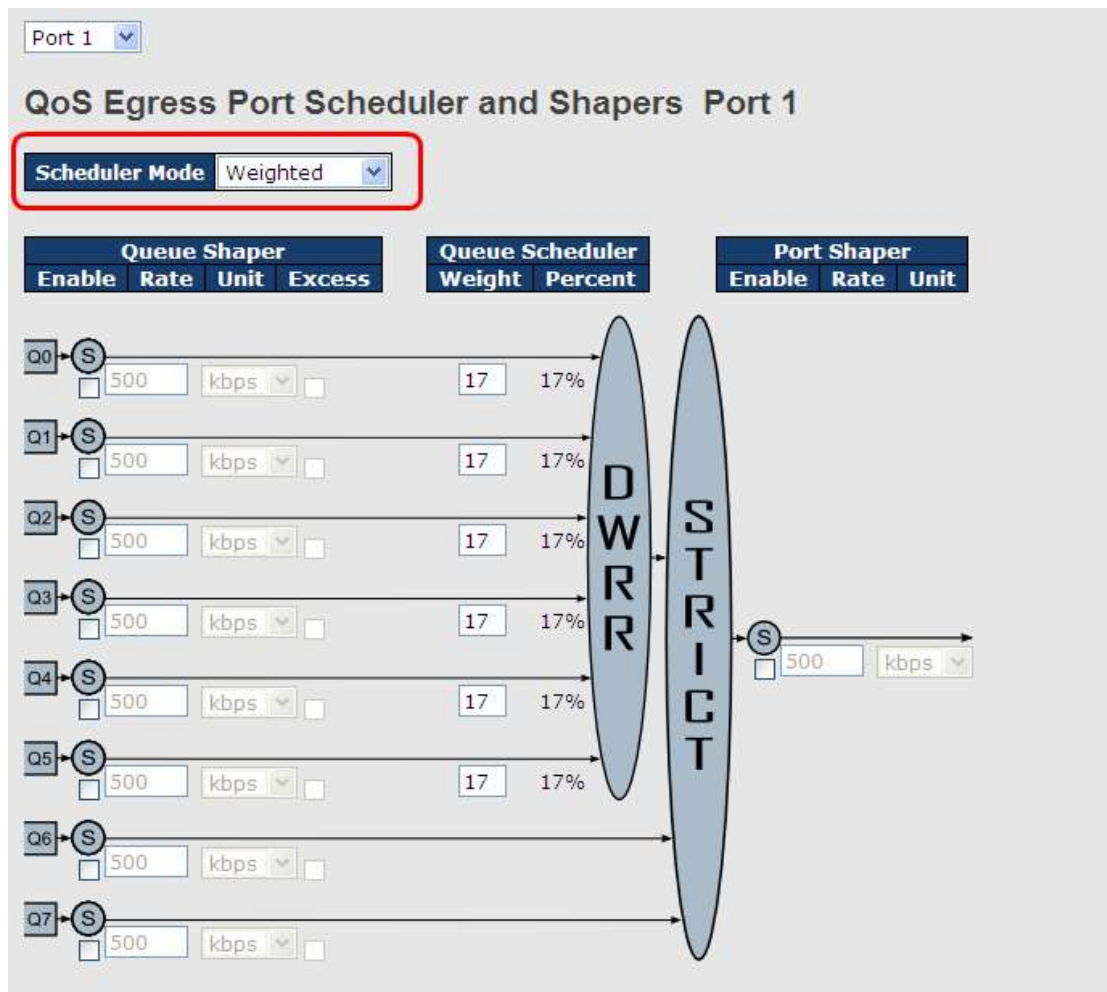 Port 1
QoS Egress Port Scheduler and Shapers Port 1
Scheduler Mode Weighted
Queue Shaper Queue Scheduler Port Shaper
Enable Rate Unit Excess Weight Percent Enable Rate Unit
Q0 S
500 kbps 17 17%
Q1 S
500 kbps 17 17%
Q2 S
500 kbps 17 17%
Q3 S
500 kbps 17 17%
Q4 S
500 kbps 17 17%
Q5 S
500 kbps 17 17%
Q6 S
500 kbps
Q7 S
500 kbps
DWRR
STRICT
S
500 kbps